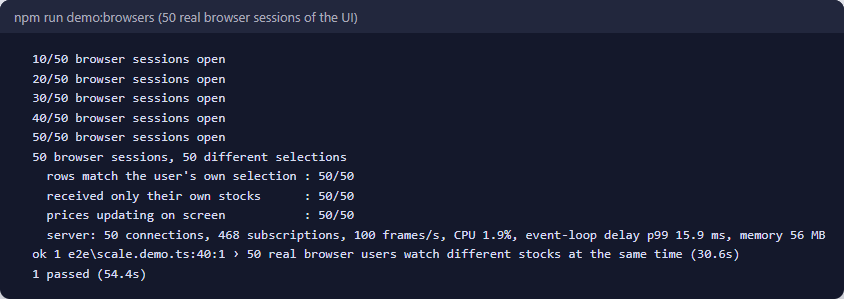 npm run demo:browsers (50 real browser sessions of the UI)
10/50 browser sessions open
20/50 browser sessions open
30/50 browser sessions open
40/50 browser sessions open
50/50 browser sessions open
50 browser sessions, 50 different selections
  rows match the user's own selection : 50/50
  received only their own stocks      : 50/50
  prices updating on screen           : 50/50
  server: 50 connections, 468 subscriptions, 100 frames/s, CPU 1.9%, event-loop delay p99 15.9 ms, memory 56 MB
ok 1 e2e\scale.demo.ts:40:1 › 50 real browser users watch different stocks at the same time (30.6s)
1 passed (54.4s)